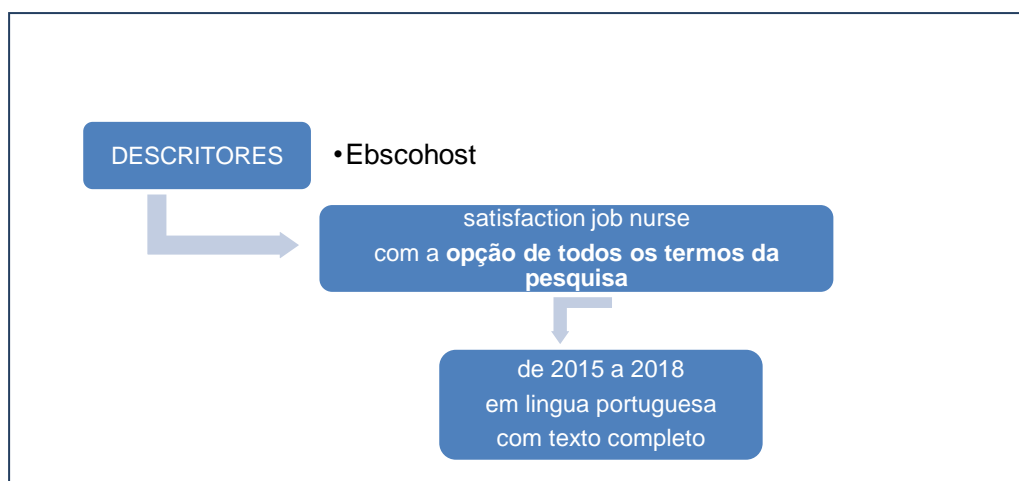 DESCRITORES
•Ebscohost
satisfaction job nurse
com a opção de todos os termos da
pesquisa
de 2015 a 2018
em lingua portuguesa
com texto completo